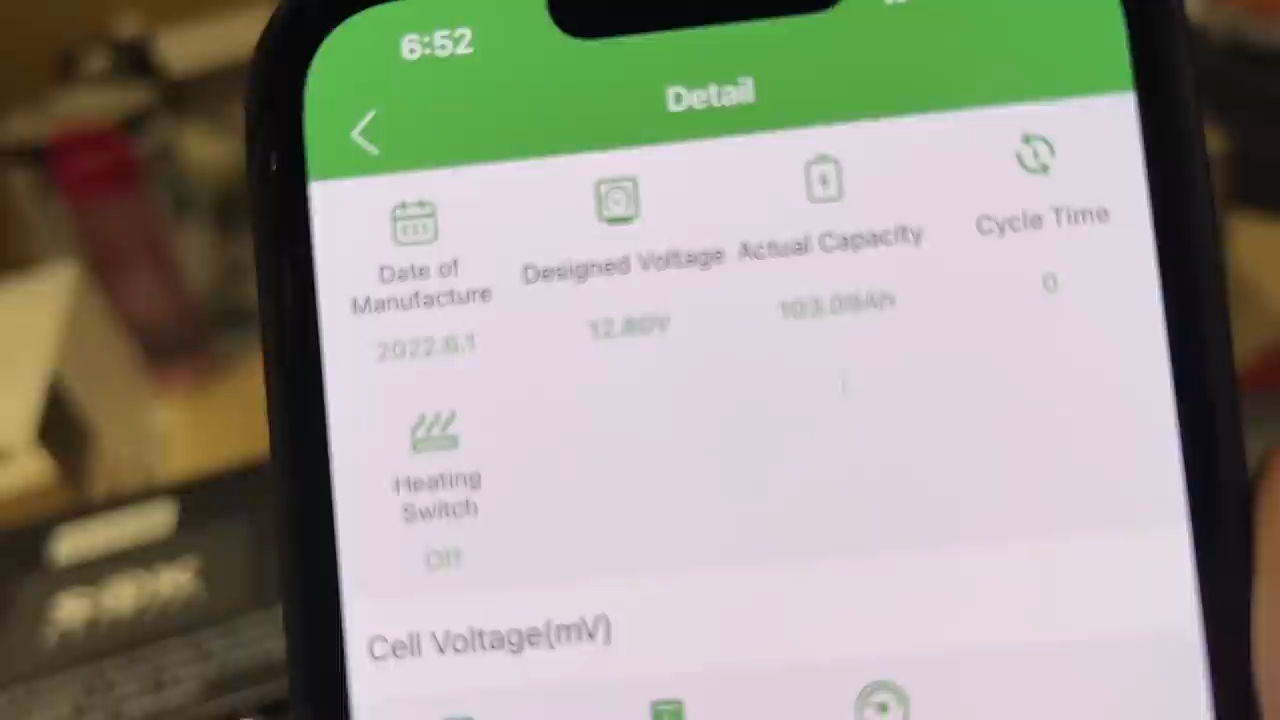 6:52
Detail
Date of
Manufacture
2022.6.1
Designed Voltage
12.80V
Actual Capacity
Cycle Time
0
Heating
Switch
Off
Cell Voltage(mV)